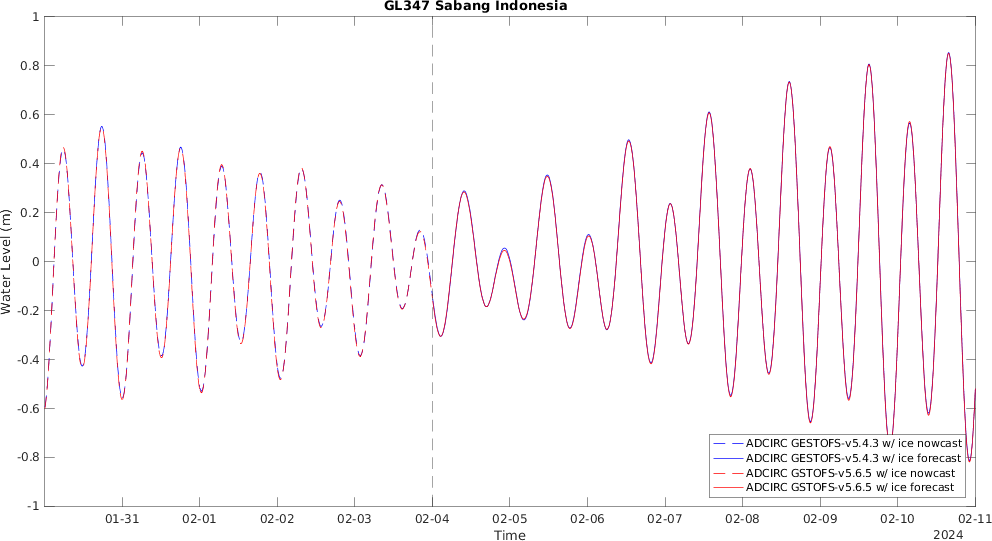 GL347 Sabang Indonesia
1
0.8
0.6
0.4
0.2
0
-0.2
-0.4
-0.6
-0.8
-1
Water Level (m)
ADCIRC GESTOFS-v5.4.3 w/ ice nowcast
ADCIRC GESTOFS-v5.4.3 w/ ice forecast
ADCIRC GSTOFS-v5.6.5 w/ ice nowcast
ADCIRC GSTOFS-v5.6.5 w/ ice forecast
01-31 02-01 02-02 02-03 02-04 02-05 02-06 02-07 02-08 02-09 02-10 02-11
Time
2024